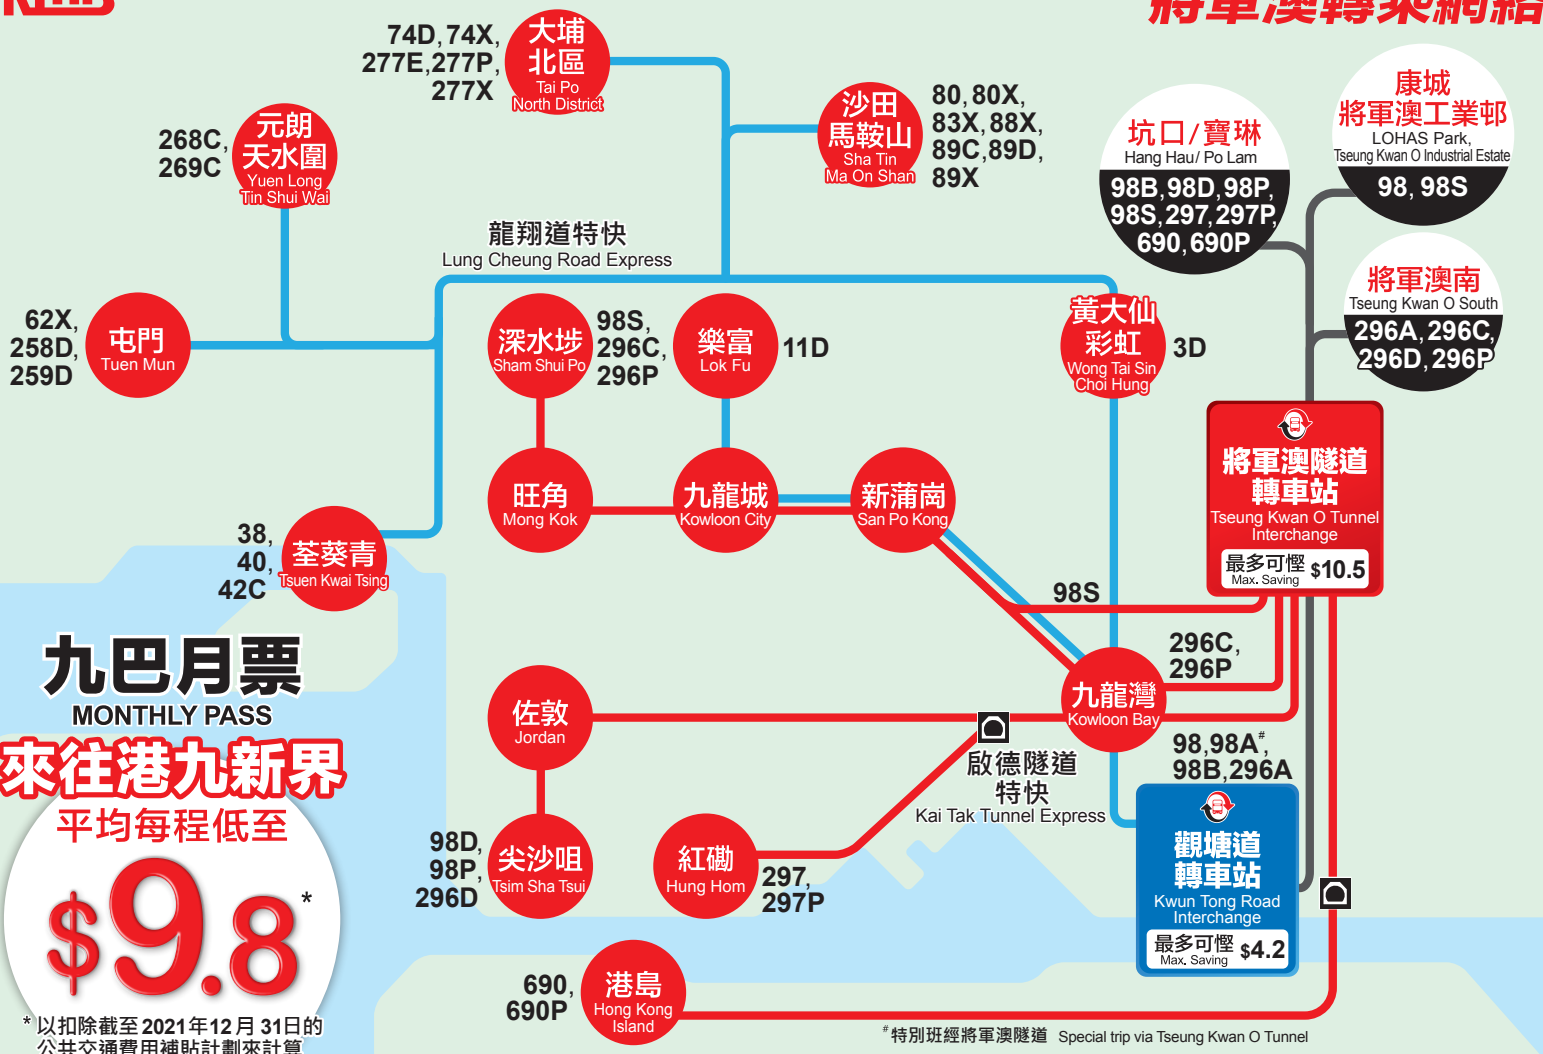 將軍澳轉乘網絡
74D, 74X,
277E, 277P,
277X
大埔
北區
Tai Po
North District
沙田
馬鞍山
Sha Tin
Ma On Shan
80, 80X,
83X, 88X,
89C, 89D,
89X
268C,
269C
元朗
天水圍
Yuen Long
Tin Shui Wai
坑口/寶琳
Hang Hau/ Po Lam
98B, 98D, 98P,
98S, 297, 297P,
690, 690P
康城
將軍澳工業邨
LOHAS Park,
Tseung Kwan O Industrial Estate
98, 98S
龍翔道特快
Lung Cheung Road Express
將軍澳南
Tseung Kwan O South
296A, 296C,
296D, 296P
62X,
258D,
259D
屯門
Tuen Mun
深水埗
Sham Shui Po
98S,
296C,
296P
樂富
Lok Fu
11D
黃大仙
彩虹
Wong Tai Sin
Choi Hung
3D
旺角
Mong Kok
九龍城
Kowloon City
新蒲崗
San Po Kong
將軍澳隧道
轉車站
Tseung Kwan O Tunnel
Interchange
最多可慳
Max. Saving
$10.5
38,
40,
42C
荃葵青
Tsuen Kwai Tsing
98S
296C,
296P
九巴月票
MONTHLY PASS
來往港九新界
平均每程低至
$9.8*
*以扣除截至2021年12月31日的
公共交通費用補貼計劃來計算
佐敦
Jordan
九龍灣
Kowloon Bay
啟德隧道
特快
Kai Tak Tunnel Express
98, 98A#,
98B, 296A
98D,
98P,
296D
尖沙咀
Tsim Sha Tsui
紅磡
Hung Hom
297,
297P
觀塘道
轉車站
Kwun Tong Road
Interchange
最多可慳
Max. Saving
$4.2
690,
690P
港島
Hong Kong
Island
#特別班經將軍澳隧道 Special trip via Tseung Kwan O Tunnel